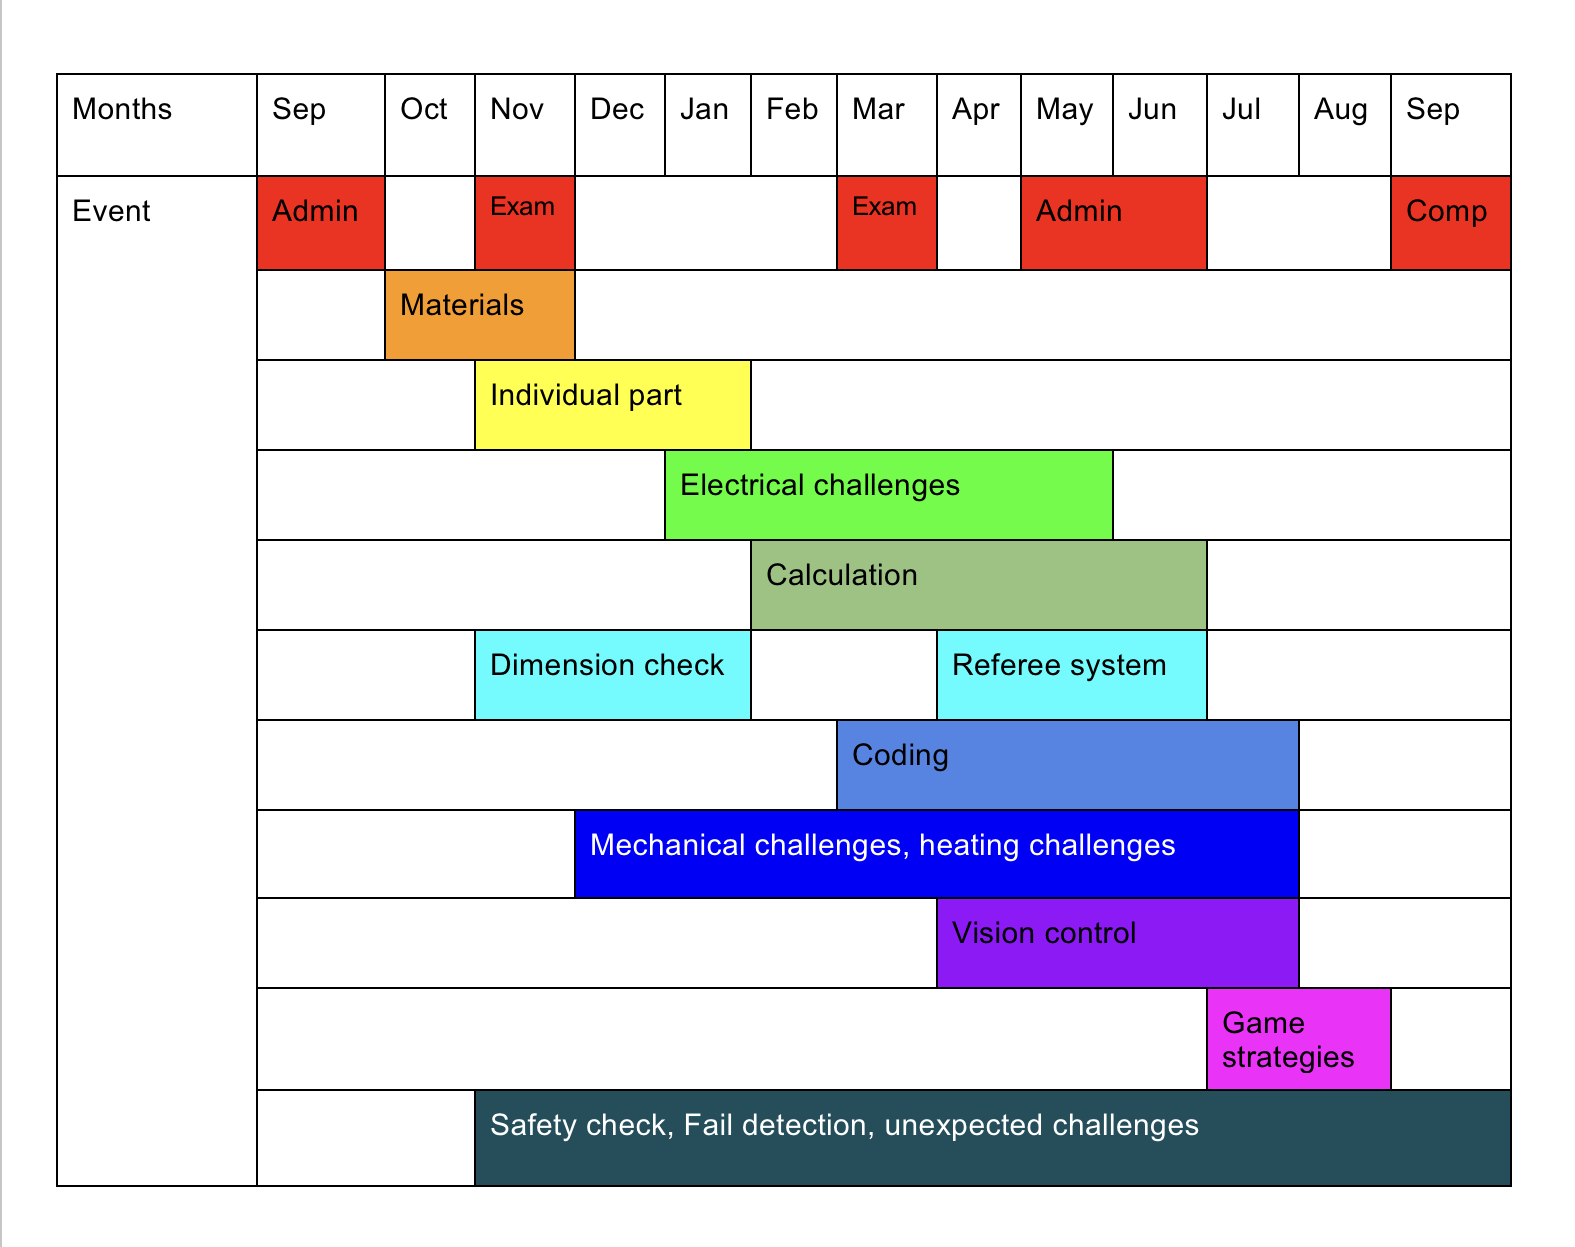 Months Sep Oct Nov Dec Jan Feb Mar Apr May Jun Jul Aug Sep
Event Admin Exam Exam Admin Comp
Materials
Individual part
Electrical challenges
Calculation
Dimension check Referee system
Coding
Mechanical challenges, heating challenges
Vision control
Game
strategies
Safety check, Fail detection, unexpected challenges